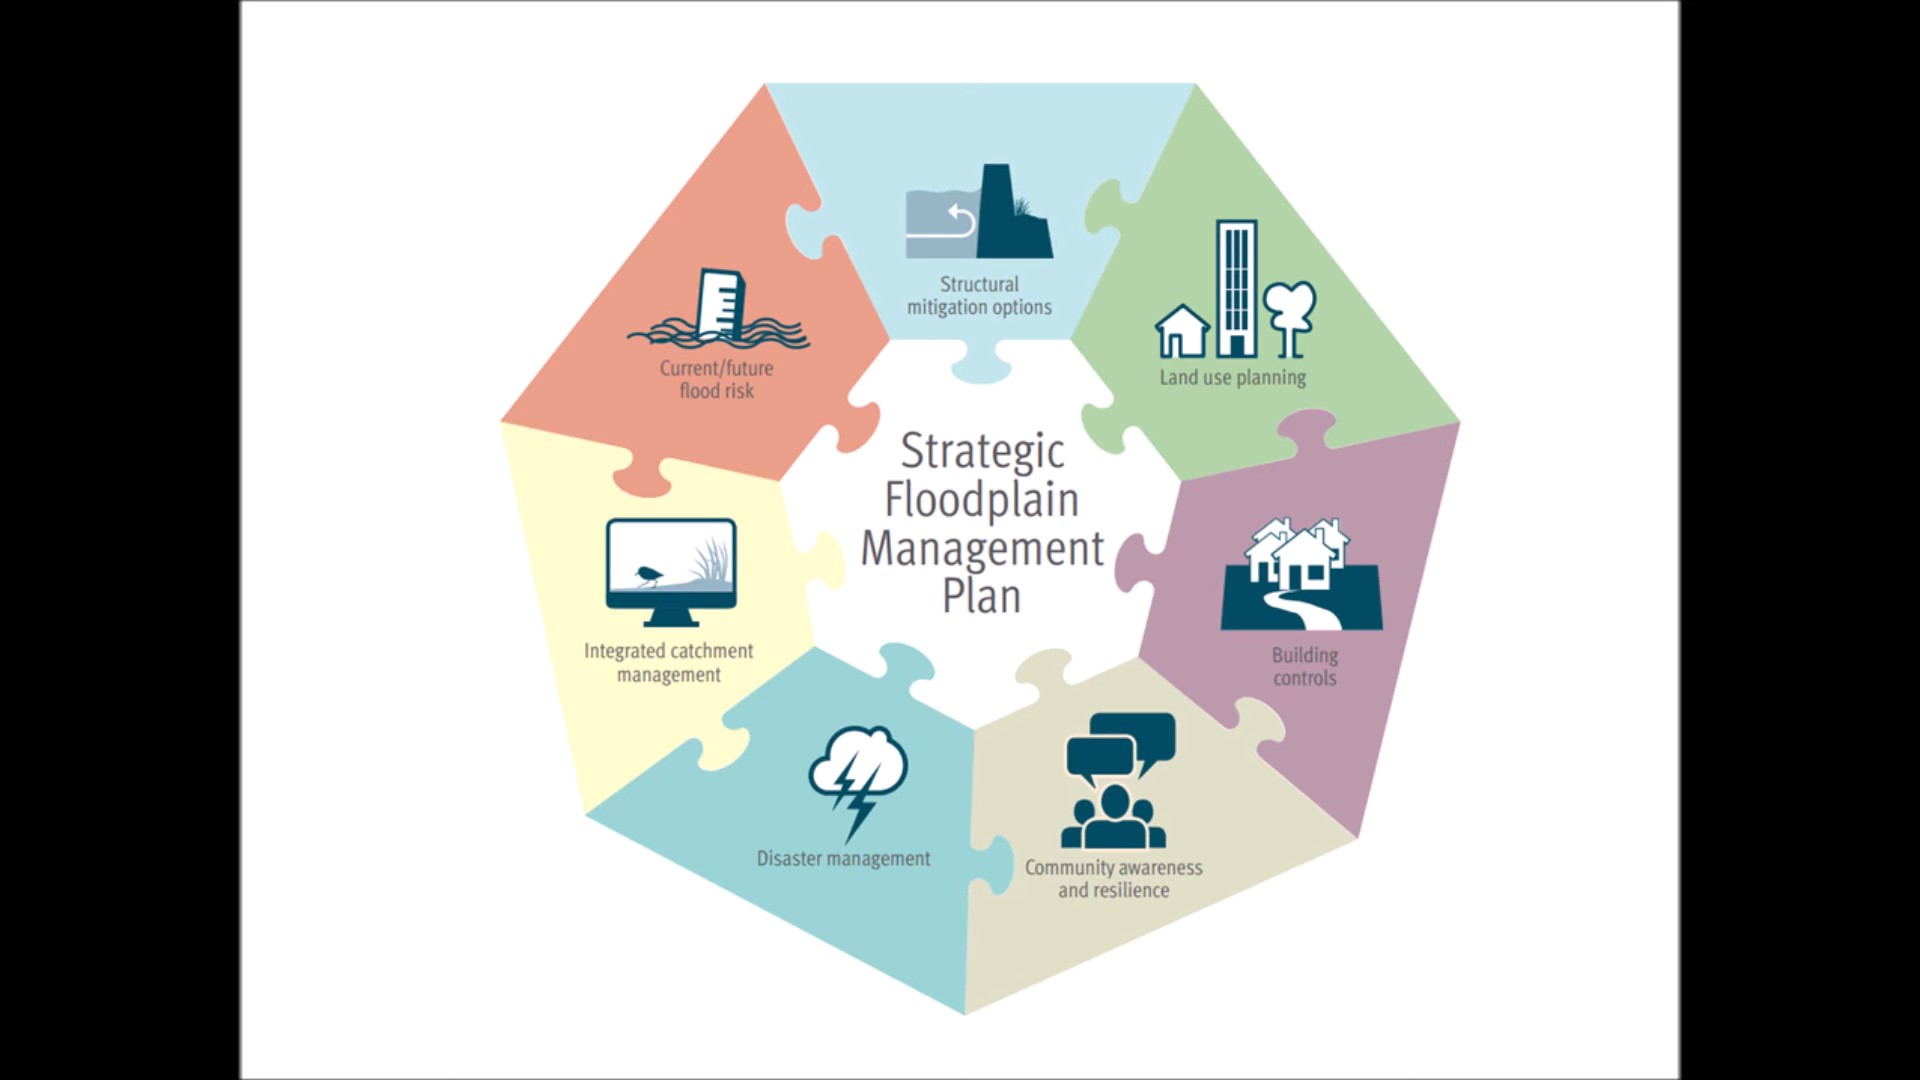 Structural
mitigation options
Land use planning
Current/future
flood risk
Strategic
Floodplain
Management
Plan
Integrated catchment
management
Building
controls
Disaster management
Community awareness
and resilience